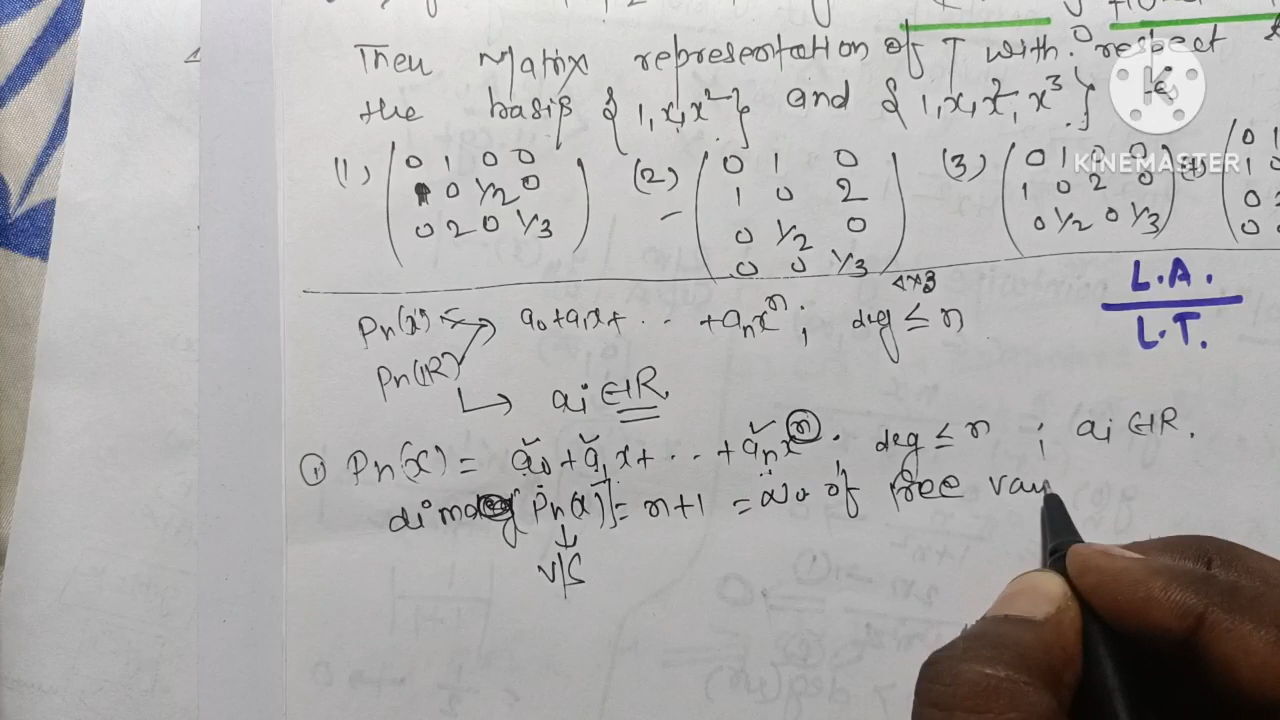 Then Matrix representation of T with respect
the basis {1, x, x²} and {1, x, x², x³}
KINEMASTER
(1) (0 1 0 0 (2) (0 1 0 (3) (0 1 0 0
0 1/2 0 1 0 2 1 0 2 0
0 2 0 1/3) 0 1/2 0 0 1/2 0 1/3)
0 0 1/3)
4×3
L.A.
L.T.
Pn(x) → a0+a1x+ ·· +anxⁿ; deg ≤ n
Pn(IR)
↳ ai ∈ IR
① Pn(x) = a0+a1x+ ·· +anxⁿ. deg ≤ n ; ai ∈ IR.
dim [Pn(x)] = n+1 = No of free vari
↓
V/S